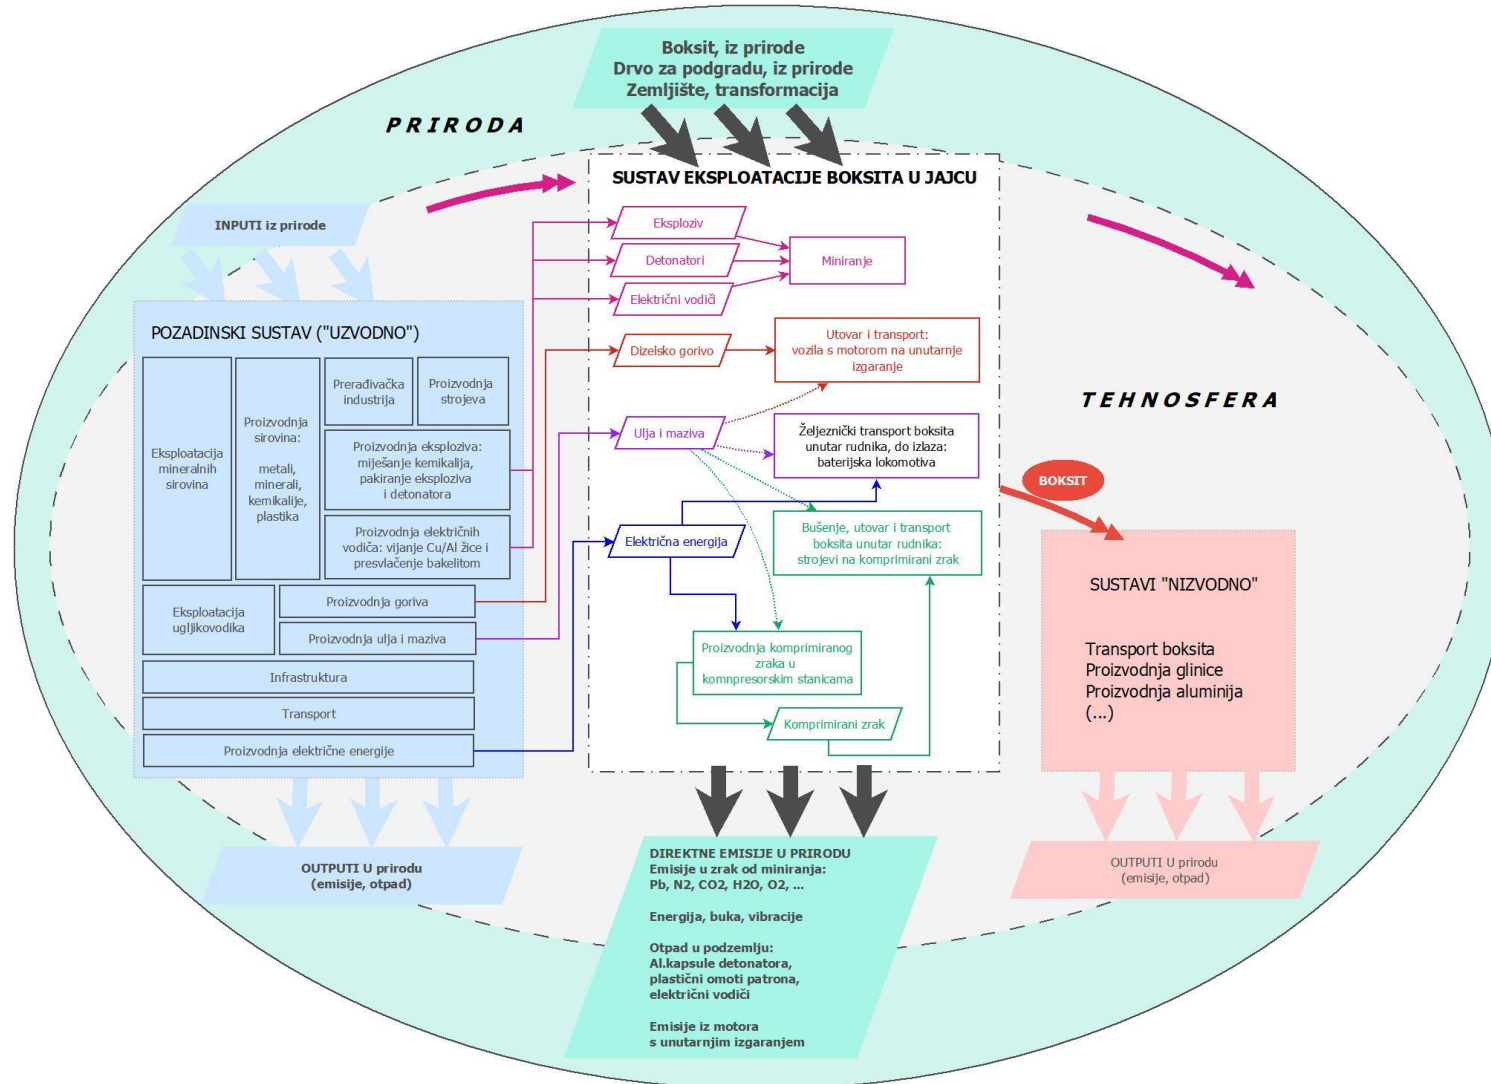 Boksit, iz prirode
Drvo za podgradu, iz prirode
Zemljište, transformacija
PRIRODA
SUSTAV EKSPLOATACIJE BOKSITA U JAJCU
INPUTI iz prirode
Eksploziv
Detonatori
Električni vodiči
Miniranje
POZADINSKI SUSTAV ("UZVODNO")
Eksploatacija
mineralnih
sirovina
Proizvodnja
sirovina:
metali,
minerali,
kemikalije,
plastika
Prerađivačka
industrija
Proizvodnja
strojeva
Proizvodnja eksploziva:
miješanje kemikalija,
pakiranje eksploziva
i detonatora
Proizvodnja električnih
vodiča: vijanje Cu/Al žice i
presvlačenje bakelitom
Eksploatacija
ugljikovodika
Proizvodnja goriva
Proizvodnja ulja i maziva
Infrastruktura
Transport
Proizvodnja električne energije
Dizelsko gorivo
Utovar i transport:
vozila s motorom na unutarnje
izgaranje
Ulja i maziva
Željeznički transport boksita
unutar rudnika, do izlaza:
baterijska lokomotiva
Električna energija
Bušenje, utovar i transport
boksita unutar rudnika:
strojevi na komprimirani zrak
Proizvodnja komprimiranog
zraka u
komnpresorskim stanicama
Komprimirani zrak
TEHNOSFERA
BOKSIT
SUSTAVI "NIZVODNO"
Transport boksita
Proizvodnja glinice
Proizvodnja aluminija
(...)
OUTPUTI U prirodu
(emisije, otpad)
DIREKTNE EMISIJE U PRIRODU
Emisije u zrak od miniranja:
Pb, N2, CO2, H2O, O2, ...
Energija, buka, vibracije
Otpad u podzemlju:
Al.kapsule detonatora,
plastični omoti patrona,
električni vodiči
Emisije iz motora
s unutarnjim izgaranjem
OUTPUTI U prirodu
(emisije, otpad)